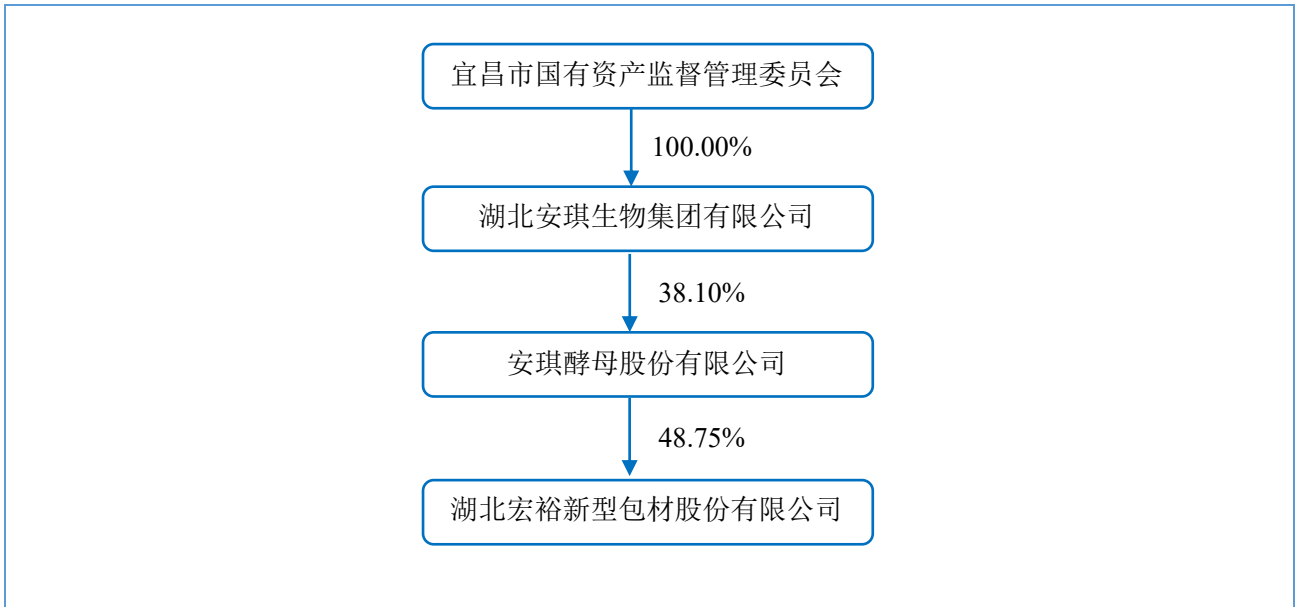 宜昌市国有资产监督管理委员会
100.00%
湖北安琪生物集团有限公司
38.10%
安琪酵母股份有限公司
48.75%
湖北宏裕新型包材股份有限公司